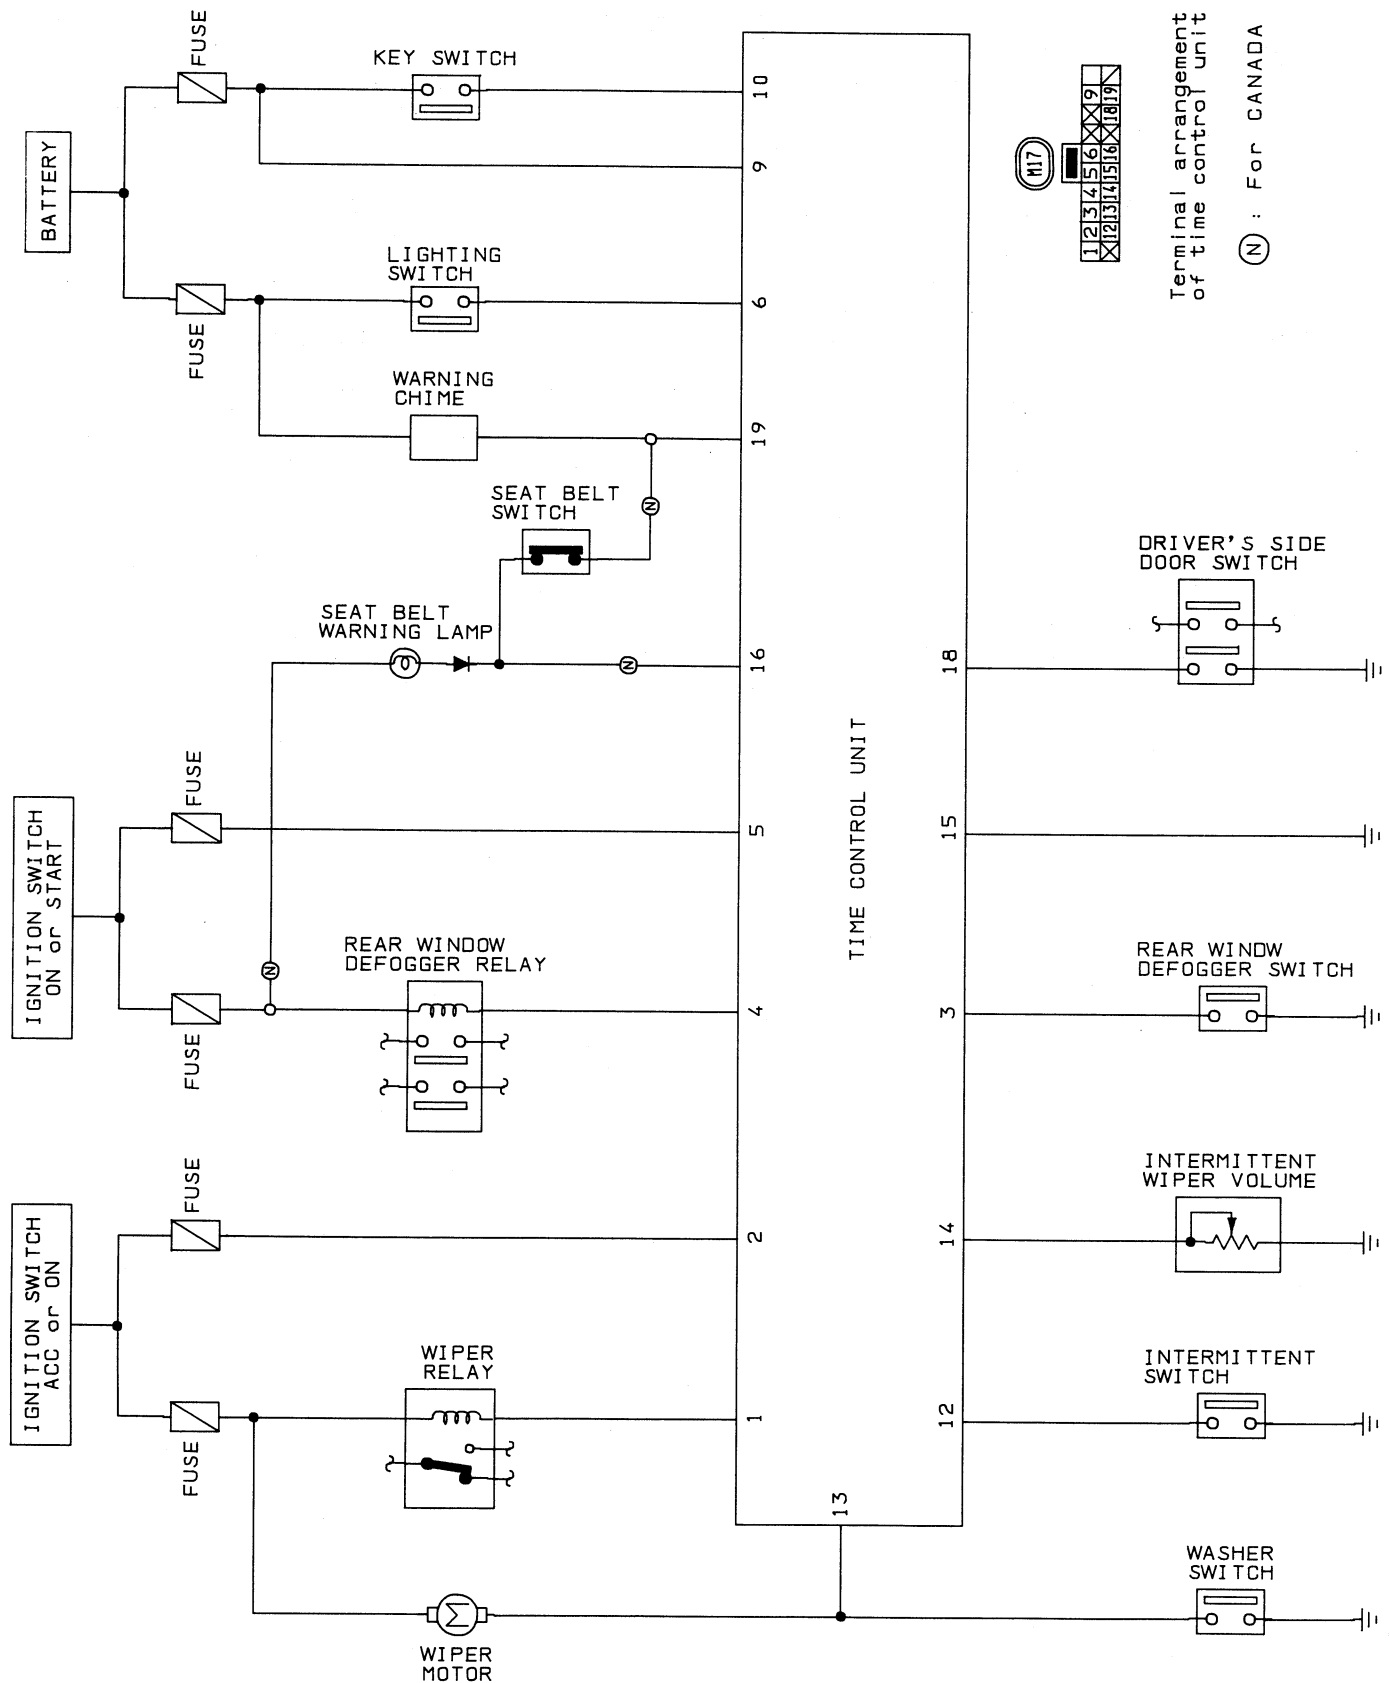 FUSE
KEY SWITCH
10
BATTERY
9
LIGHTING
SWITCH
6
FUSE
WARNING
CHIME
19
SEAT BELT
SWITCH
N
SEAT BELT
WARNING LAMP
N
16
FUSE
IGNITION SWITCH
ON or START
5
N
REAR WINDOW
DEFOGGER RELAY
4
FUSE
FUSE
IGNITION SWITCH
ACC or ON
2
WIPER
RELAY
1
FUSE
WIPER
MOTOR
TIME CONTROL UNIT
13
M17
1 2 3 4 5 6 9
12 13 14 15 16 18 19
Terminal arrangement
of time control unit
N : For CANADA
DRIVER'S SIDE
DOOR SWITCH
18
15
REAR WINDW
DEFOGGER SWITCH
3
INTERMITTENT
WIPER VOLUME
14
INTERMITTENT
SWITCH
12
WASHER
SWITCH